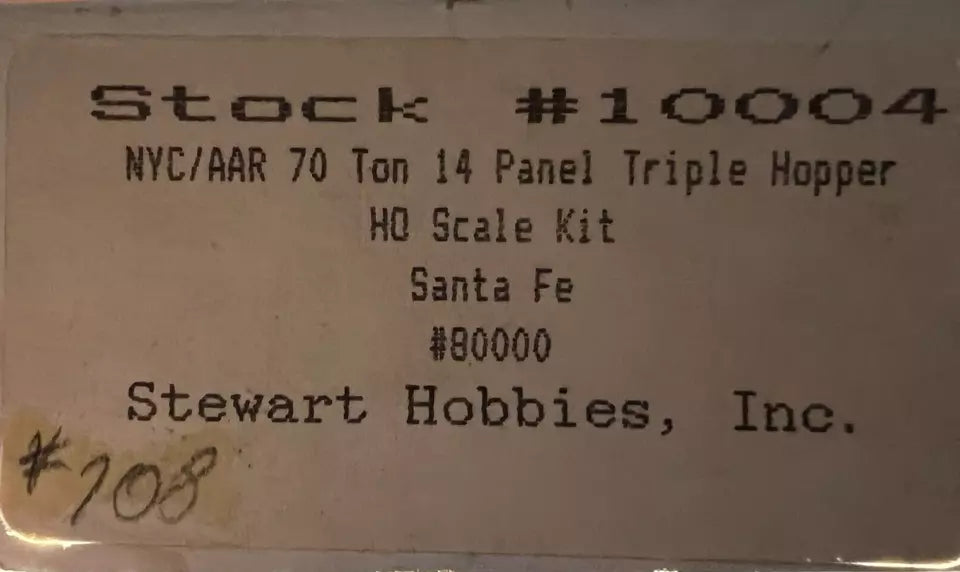 Stock #10004
NYC/AAR 70 Ton 14 Panel Triple Hopper
HO Scale Kit
Santa Fe
#80000
Stewart Hobbies, Inc.
#108